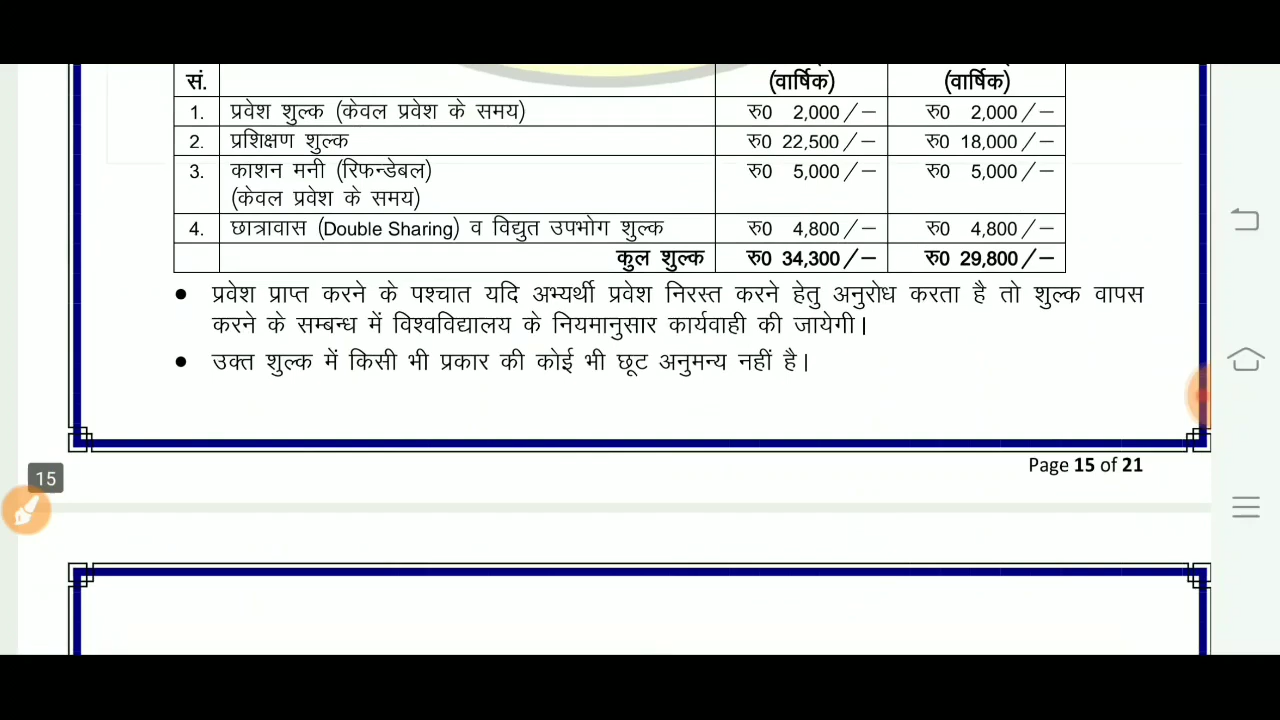 सं. (वार्षिक) (वार्षिक)
1. प्रवेश शुल्क (केवल प्रवेश के समय) रु0 2,000/– रु0 2,000/–
2. प्रशिक्षण शुल्क रु0 22,500/– रु0 18,000/–
3. काशन मनी (रिफन्डेबल) रु0 5,000/– रु0 5,000/–
(केवल प्रवेश के समय)
4. छात्रावास (Double Sharing) व विद्युत उपभोग शुल्क रु0 4,800/– रु0 4,800/–
कुल शुल्क रु0 34,300/– रु0 29,800/–
● प्रवेश प्राप्त करने के पश्चात यदि अभ्यर्थी प्रवेश निरस्त करने हेतु अनुरोध करता है तो शुल्क वापस
करने के सम्बन्ध में विश्वविद्यालय के नियमानुसार कार्यवाही की जायेगी।
● उक्त शुल्क में किसी भी प्रकार की कोई भी छूट अनुमन्य नहीं है।
Page 15 of 21
15